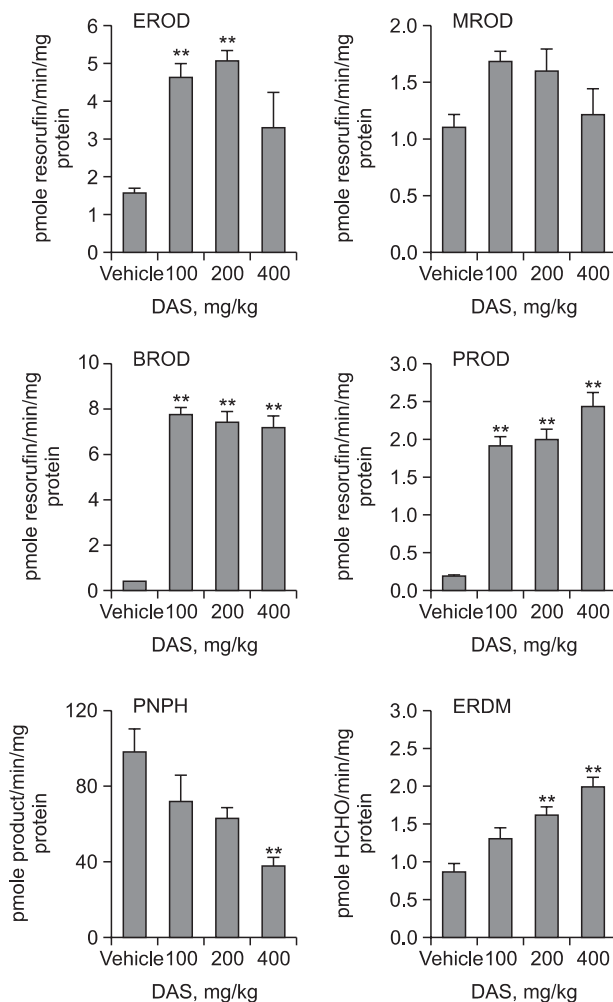 EROD
pmole resorufin/min/mg
protein
6
5
4
3
2
1
0
**
**
Vehicle 100 200 400
DAS, mg/kg
MROD
pmole resorufin/min/mg
protein
2.0
1.5
1.0
0.5
0.0
Vehicle 100 200 400
DAS, mg/kg
BROD
pmole resorufin/min/mg
protein
10
8
6
4
2
0
**
**
**
Vehicle 100 200 400
DAS, mg/kg
PROD
pmole resorufin/min/mg
protein
3.0
2.5
2.0
1.5
1.0
0.5
0.0
**
**
**
Vehicle 100 200 400
DAS, mg/kg
PNPH
pmole product/min/mg
protein
120
80
40
0
**
Vehicle 100 200 400
DAS, mg/kg
ERDM
pmole HCHO/min/mg
protein
3.0
2.5
2.0
1.5
1.0
0.5
0.0
**
**
Vehicle 100 200 400
DAS, mg/kg